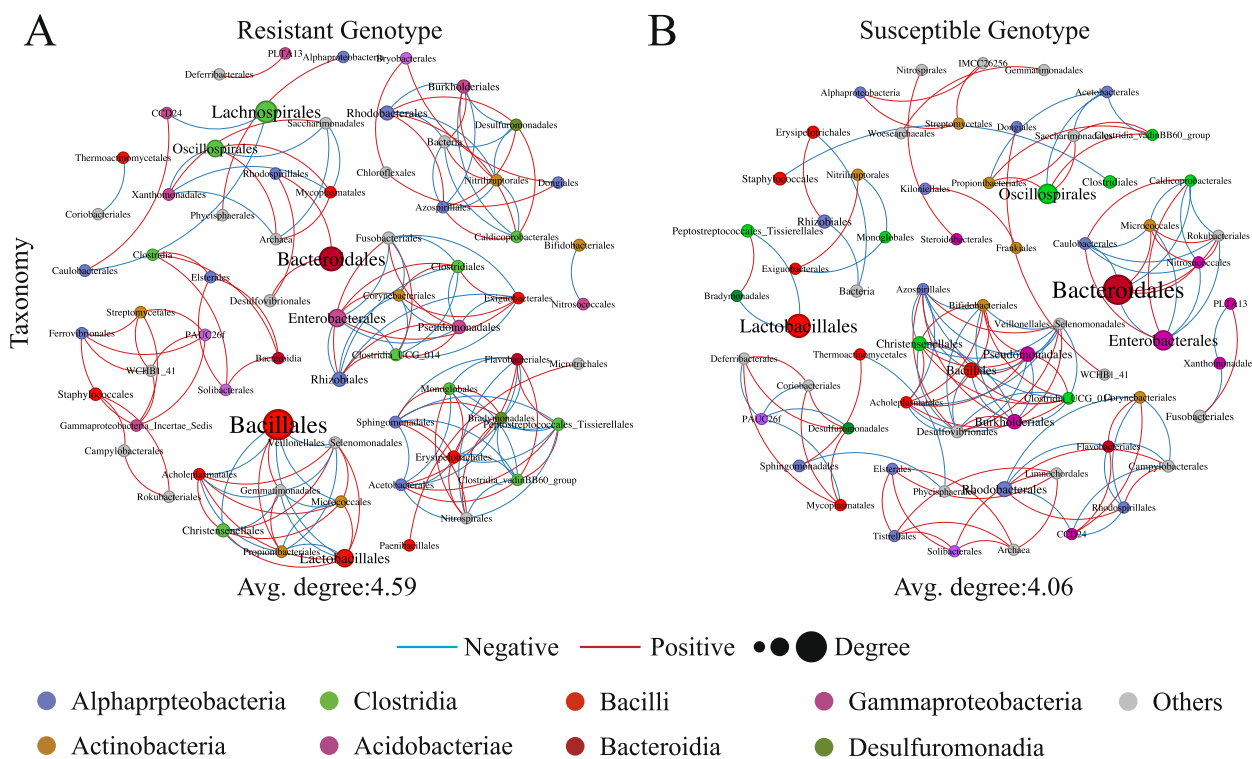 A
Resistant Genotype
B
Susceptible Genotype
PLTA13
Alphaproteobacteria
Bryobacterales
Deferribacterales
Burkholderiales
Lachnospirales
Rhodobacterales
CCD24
Saccharimonadales
Desulfuromonadales
Bacteria
Oscillospirales
Thermoactinomycetales
Rhodospirillales
Chloroflexales
Nitriliruptorales
Dongiales
Xanthomonadales
Mycoplasmatales
Azospirillales
Coriobacteriales
Phycisphaerales
Archaea
Fusobacteriales
Caldicoprobacterales
Bifidobacteriales
Clostridia
Bacteroidales
Clostridiales
Caulobacterales
Elsterales
Corynebacteriales
Exiguobacterales
Desulfovibrionales
Nitrosococcales
Streptomycetales
Enterobacterales
Pseudomonadales
Ferrovibrionales
PAUC26f
Clostridia_UCG_014
Bacteroidia
Flavobacteriales
Microtrichales
WCHB1_41
Rhizobiales
Solibacterales
Monoglobales
Staphylococcales
Bacillales
Sphingomonadales
Bradymonadales
Peptostreptococcales_Tissierellales
Gammaproteobacteria_Incertae_Sedis
Veillonellales_Selenomonadales
Campylobacterales
Erysipelotrichales
Acholeplasmatales
Acetobacterales
Clostridia_vadinBB60_group
Rokubacteriales
Gemmatimonadales
Micrococcales
Nitrospirales
Christensenellales
Propionibacteriales
Lactobacillales
Paenibacillales
Taxonomy
Nitrospirales
IMCC26256
Gemmatimonadales
Alphaproteobacteria
Acetobacterales
Erysipelotrichales
Woesearchaeales
Streptomycetales
Dongiales
Saccharimonadales
Clostridia_vadinBB60_group
Staphylococcales
Nitriliruptorales
Kiloniellales
Propionibacteriales
Oscillospirales
Clostridiales
Caldicoprobacterales
Peptostreptococcales_Tissierellales
Rhizobiales
Monoglobales
Steroidobacterales
Frankiales
Micrococcales
Rokubacteriales
Caulobacterales
Exiguobacterales
Nitrosococcales
Bradymonadales
Bacteria
Azospirillales
Bacteroidales
Bifidobacteriales
PLTA13
Lactobacillales
Veillonellales_Selenomonadales
Christensenellales
Enterobacterales
Deferribacterales
Thermoactinomycetales
Pseudomonadales
Bacillales
WCHB1_41
Xanthomonadales
Coriobacteriales
Acholeplasmatales
Clostridia_UCG_014
Corynebacteriales
PAUC26f
Desulfuromonadales
Desulfovibrionales
Burkholderiales
Fusobacteriales
Flavobacteriales
Sphingomonadales
Elsterales
Limnochordales
Campylobacterales
Phycisphaerales
Rhodobacterales
Mycoplasmatales
Rhodospirillales
Tistrellales
Solibacterales
Archaea
CCD24
Avg. degree:4.59
Avg. degree:4.06
Negative
Positive
Degree
Alphaprpteobacteria
Clostridia
Bacilli
Gammaproteobacteria
Others
Actinobacteria
Acidobacteriae
Bacteroidia
Desulfuromonadia